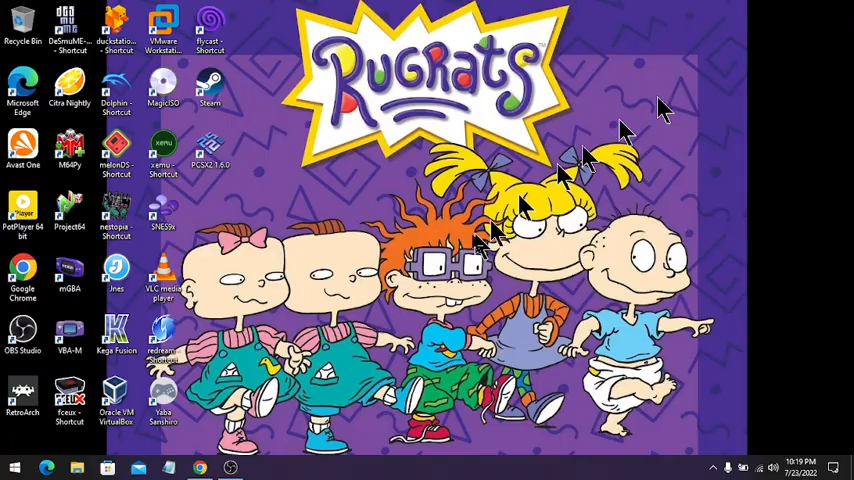 RUGRATS
TM
Recycle Bin
DeSmuME-...
- Shortcut
duckstatio...
- Shortcut
VMware
Workstati...
flycast -
Shortcut
Microsoft
Edge
Citra Nightly
Dolphin -
Shortcut
MagicISO
Steam
Avast One
M64Py
melonDS -
Shortcut
xemu -
Shortcut
PCSX2 1.6.0
Player
PotPlayer 64
bit
Project64
nestopia -
Shortcut
SNES9x
Google
Chrome
mGBA
Jnes
VLC media
player
OBS Studio
VBA-M
Kega Fusion
redream -
Shortcut
RetroArch
FCEUX
fceux -
Shortcut
Oracle VM
VirtualBox
Yaba
Sanshiro
10:19 PM
7/23/2022